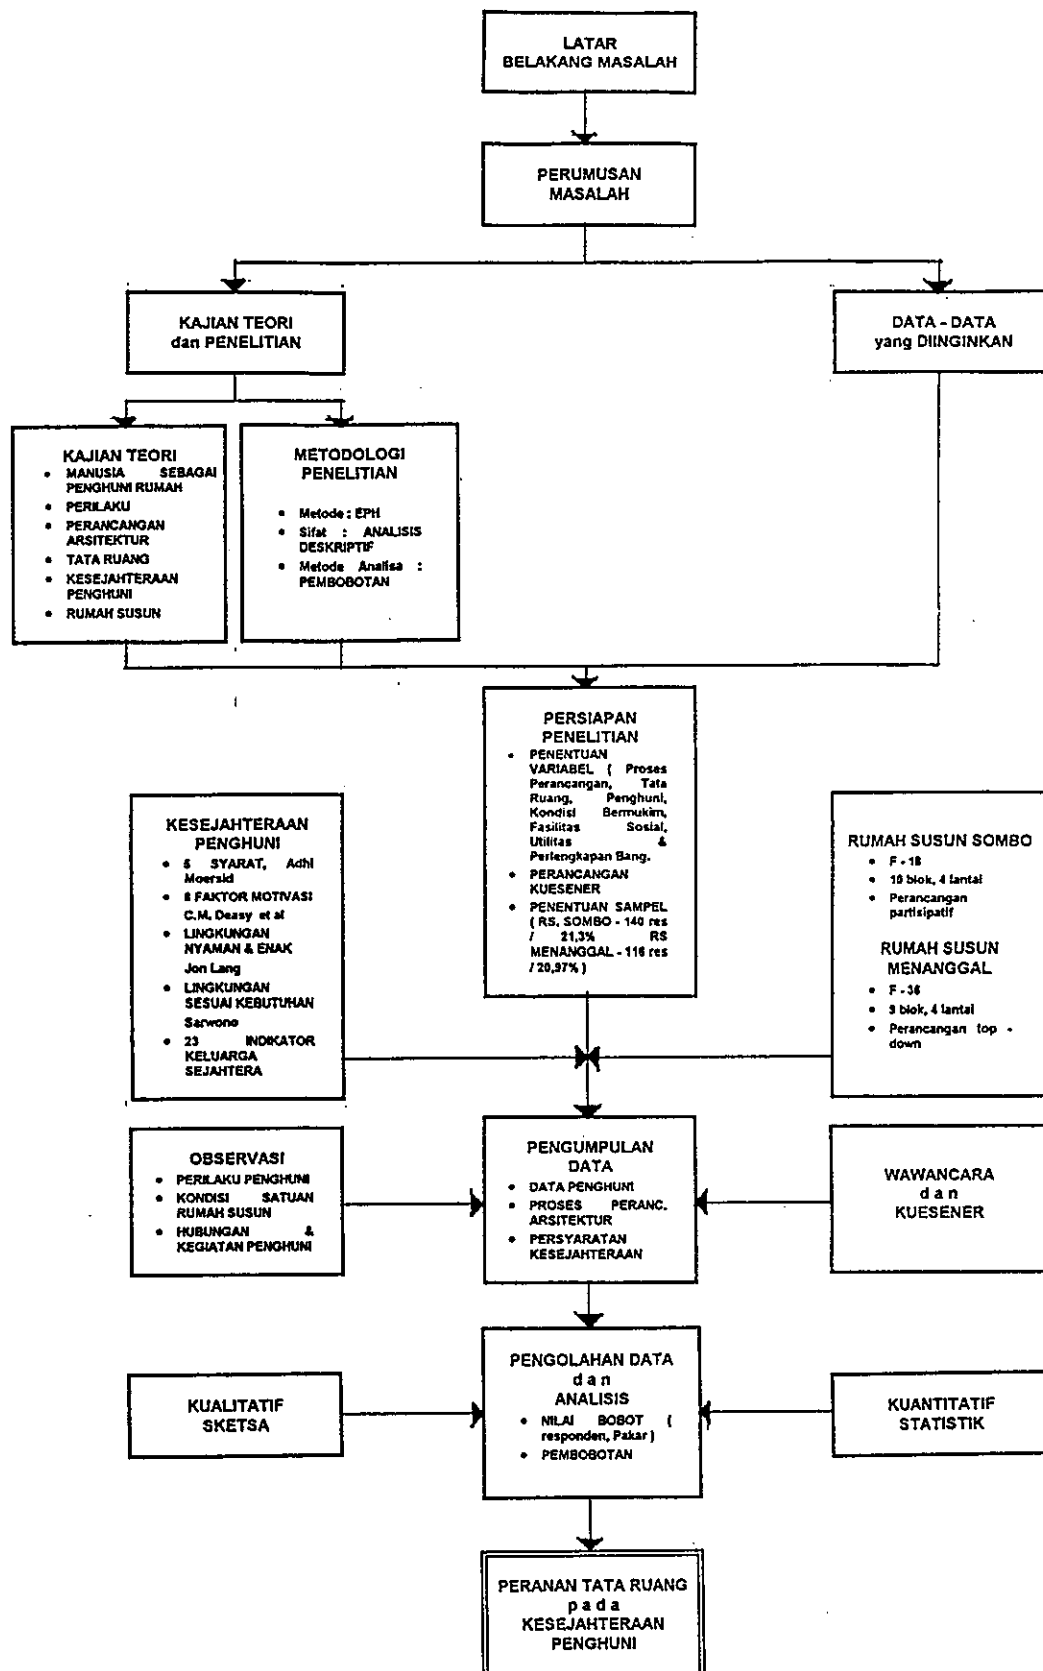 LATAR
BELAKANG MASALAH
PERUMUSAN
MASALAH
KAJIAN TEORI
dan PENELITIAN
DATA - DATA
yang DIINGINKAN
KAJIAN TEORI
• MANUSIA SEBAGAI
PENGHUNI RUMAH
• PERILAKU
• PERANCANGAN
ARSITEKTUR
• TATA RUANG
• KESEJAHTERAAN
PENGHUNI
• RUMAH SUSUN
METODOLOGI
PENELITIAN
• Metode : EPH
• Sifat : ANALISIS
DESKRIPTIF
• Metode Analisa :
PEMBOBOTAN
PERSIAPAN
PENELITIAN
• PENENTUAN
VARIABEL ( Proses
Perancangan, Tata
Ruang, Penghuni,
Kondisi Bermukim,
Fasilitas Sosial,
Utilitas &
Perlengkapan Bang.
• PERANCANGAN
KUESENER
• PENENTUAN SAMPEL
( RS. SOMBO - 140 res
/ 21,3% RS
MENANGGAL - 116 res
/ 20,97% )
KESEJAHTERAAN
PENGHUNI
• SYARAT, Adhi
Moersid
• FAKTOR MOTIVASI
C.M. Deasy et al
• LINGKUNGAN
NYAMAN & ENAK
Jon Lang
• LINGKUNGAN
SESUAI KEBUTUHAN
Sarwono
• 23 INDIKATOR
KELUARGA
SEJAHTERA
RUMAH SUSUN SOMBO
• F - 18
• 10 blok, 4 lantai
• Perancangan
partisipatif
RUMAH SUSUN
MENANGGAL
• F - 36
• blok, 4 lantai
• Perancangan top -
down
OBSERVASI
• PERILAKU PENGHUNI
• KONDISI SATUAN
RUMAH SUSUN
• HUBUNGAN &
KEGIATAN PENGHUNI
PENGUMPULAN
DATA
• DATA PENGHUNI
• PROSES PERANC.
ARSITEKTUR
• PERSYARATAN
KESEJAHTERAAN
WAWANCARA
d a n
KUESENER
KUALITATIF
SKETSA
PENGOLAHAN DATA
d a n
ANALISIS
• NILAI BOBOT (
responden, Pakar )
• PEMBOBOTAN
KUANTITATIF
STATISTIK
PERANAN TATA RUANG
p a d a
KESEJAHTERAAN
PENGHUNI